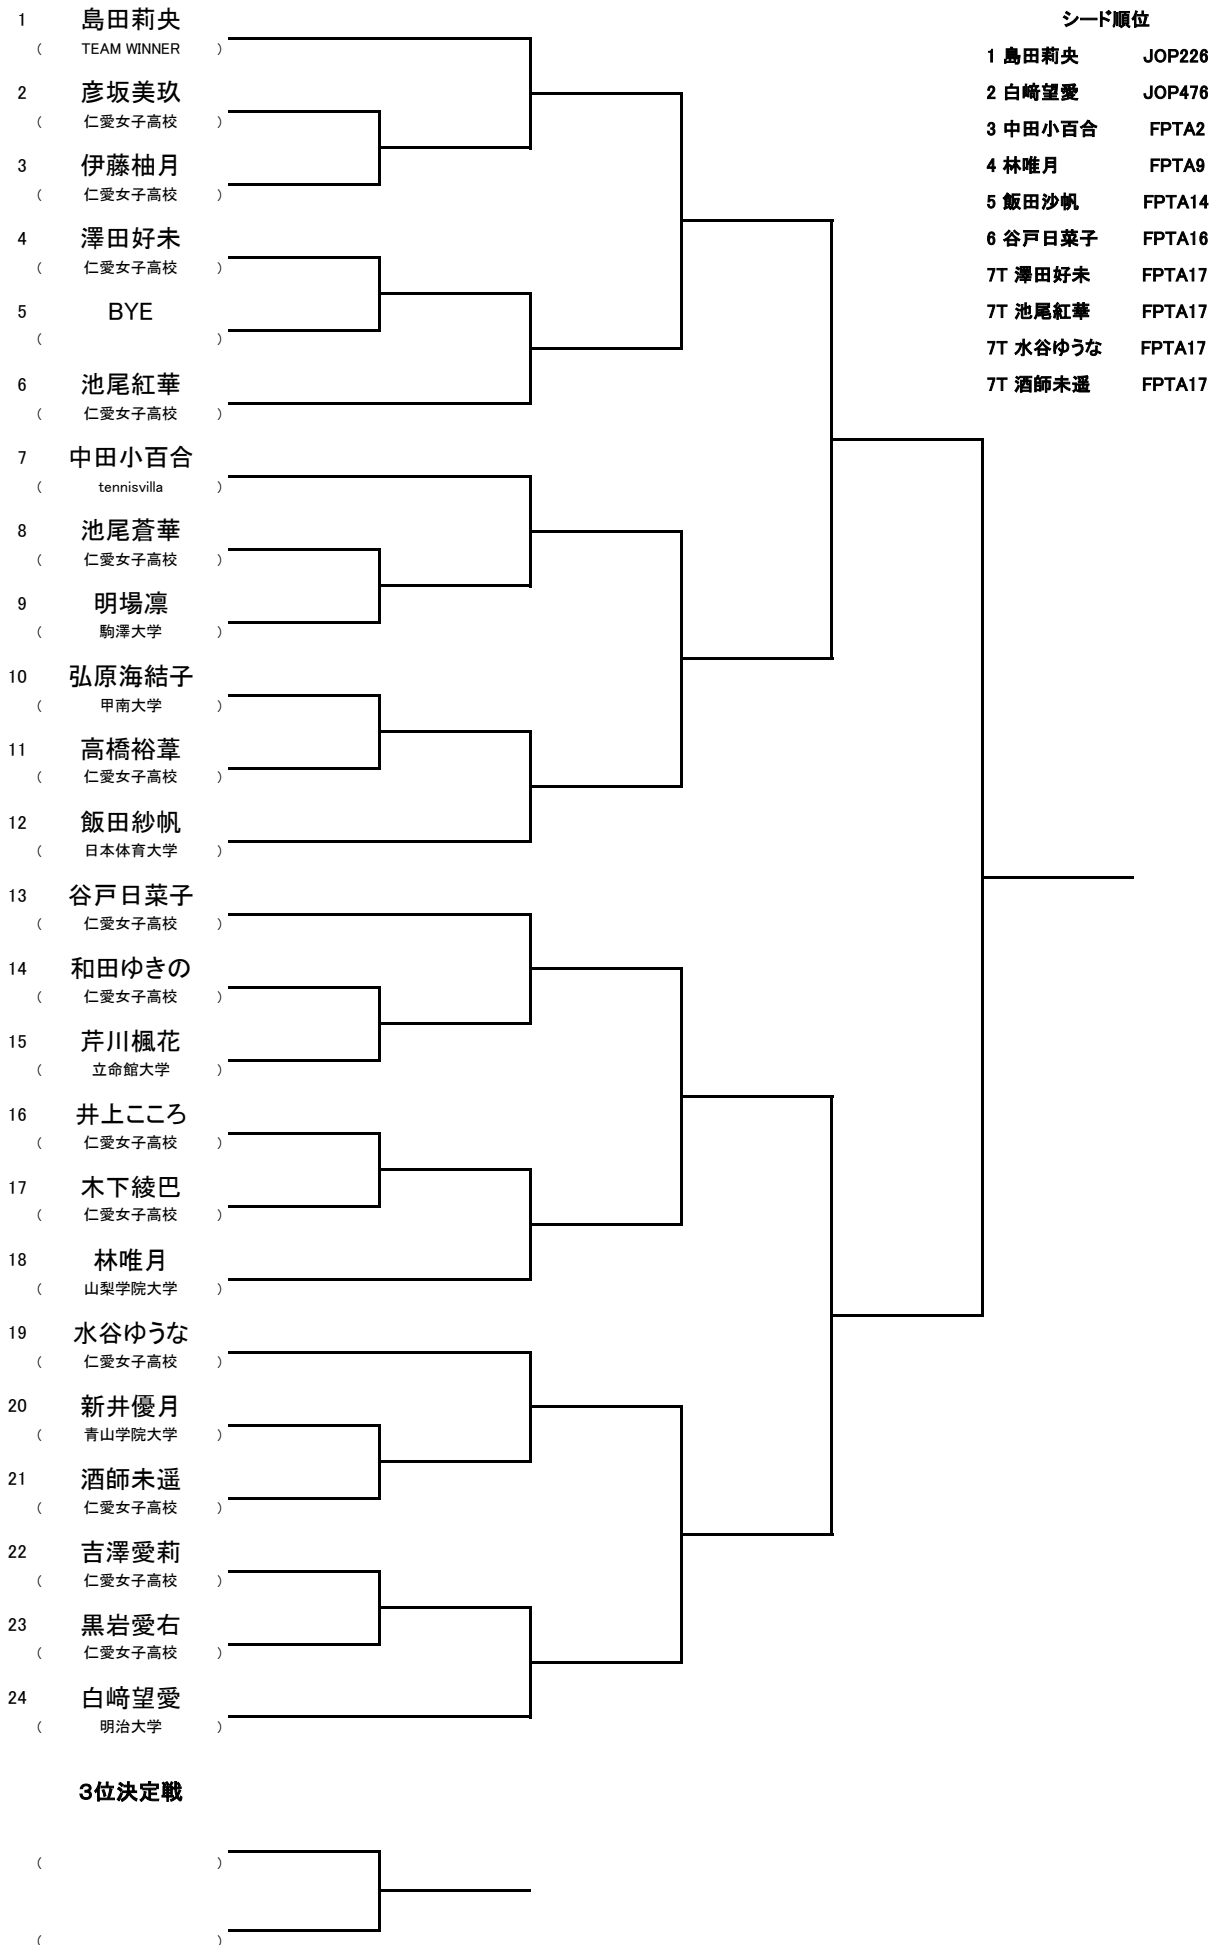 1 島田莉央
( TEAM WINNER )
2 彦坂美玖
( 仁愛女子高校 )
3 伊藤柚月
( 仁愛女子高校 )
4 澤田好未
( 仁愛女子高校 )
5 BYE
( )
6 池尾紅華
( 仁愛女子高校 )
7 中田小百合
( tennisvilla )
8 池尾蒼華
( 仁愛女子高校 )
9 明場凛
( 駒澤大学 )
10 弘原海結子
( 甲南大学 )
11 高橋裕葦
( 仁愛女子高校 )
12 飯田紗帆
( 日本体育大学 )
13 谷戸日菜子
( 仁愛女子高校 )
14 和田ゆきの
( 仁愛女子高校 )
15 芹川楓花
( 立命館大学 )
16 井上こころ
( 仁愛女子高校 )
17 木下綾巴
( 仁愛女子高校 )
18 林唯月
( 山梨学院大学 )
19 水谷ゆうな
( 仁愛女子高校 )
20 新井優月
( 青山学院大学 )
21 酒師未遥
( 仁愛女子高校 )
22 吉澤愛莉
( 仁愛女子高校 )
23 黒岩愛右
( 仁愛女子高校 )
24 白﨑望愛
( 明治大学 )
3位決定戦
( )
( )
シード順位
1 島田莉央 JOP226
2 白﨑望愛 JOP476
3 中田小百合 FPTA2
4 林唯月 FPTA9
5 飯田沙帆 FPTA14
6 谷戸日菜子 FPTA16
7T 澤田好未 FPTA17
7T 池尾紅華 FPTA17
7T 水谷ゆうな FPTA17
7T 酒師未遥 FPTA17